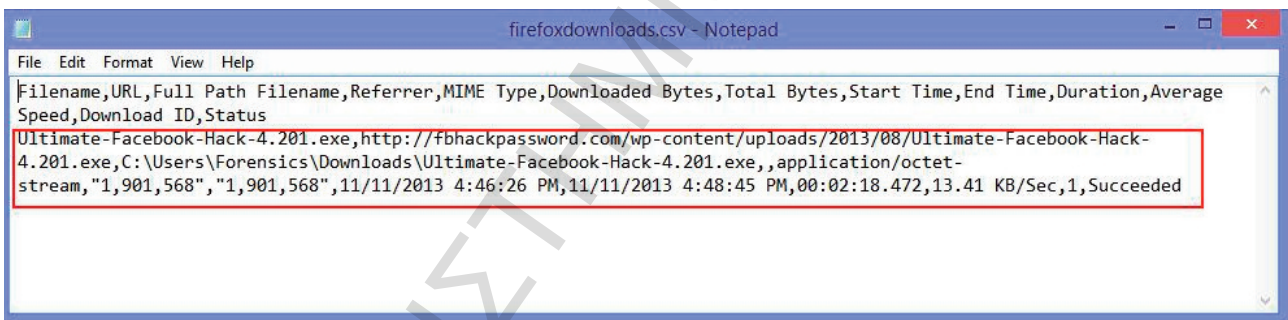 firefoxdownloads.csv - Notepad
File Edit Format View Help
Filename,URL,Full Path Filename,Referrer,MIME Type,Downloaded Bytes,Total Bytes,Start Time,End Time,Duration,Average
Speed,Download ID,Status
Ultimate-Facebook-Hack-4.201.exe,http://fbhackpassword.com/wp-content/uploads/2013/08/Ultimate-Facebook-Hack-
4.201.exe,C:\Users\Forensics\Downloads\Ultimate-Facebook-Hack-4.201.exe,,application/octet-
stream,"1,901,568","1,901,568",11/11/2013 4:46:26 PM,11/11/2013 4:48:45 PM,00:02:18.472,13.41 KB/Sec,1,Succeeded